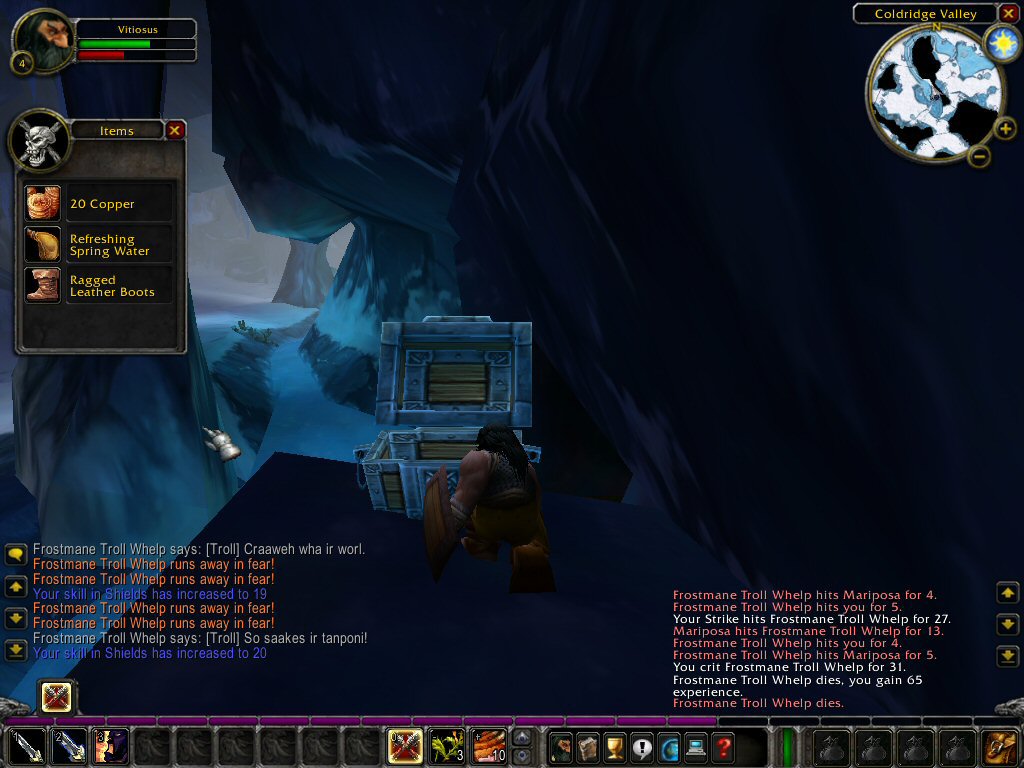 Vitiosus
4
Coldridge Valley
N
Items
20 Copper
Refreshing
Spring Water
Ragged
Leather Boots
Frostmane Troll Whelp says: [Troll] Craaweh wha ir worl.
Frostmane Troll Whelp runs away in fear!
Frostmane Troll Whelp runs away in fear!
Your skill in Shields has increased to 19
Frostmane Troll Whelp runs away in fear!
Frostmane Troll Whelp runs away in fear!
Frostmane Troll Whelp says: [Troll] So saakes ir tanponi!
Your skill in Shields has increased to 20
Frostmane Troll Whelp hits Mariposa for 4.
Frostmane Troll Whelp hits you for 5.
Your Strike hits Frostmane Troll Whelp for 27.
Mariposa hits Frostmane Troll Whelp for 13.
Frostmane Troll Whelp hits you for 4.
Frostmane Troll Whelp hits Mariposa for 5.
You crit Frostmane Troll Whelp for 31.
Frostmane Troll Whelp dies, you gain 65
experience.
Frostmane Troll Whelp dies.
1 2 3 3 + 10